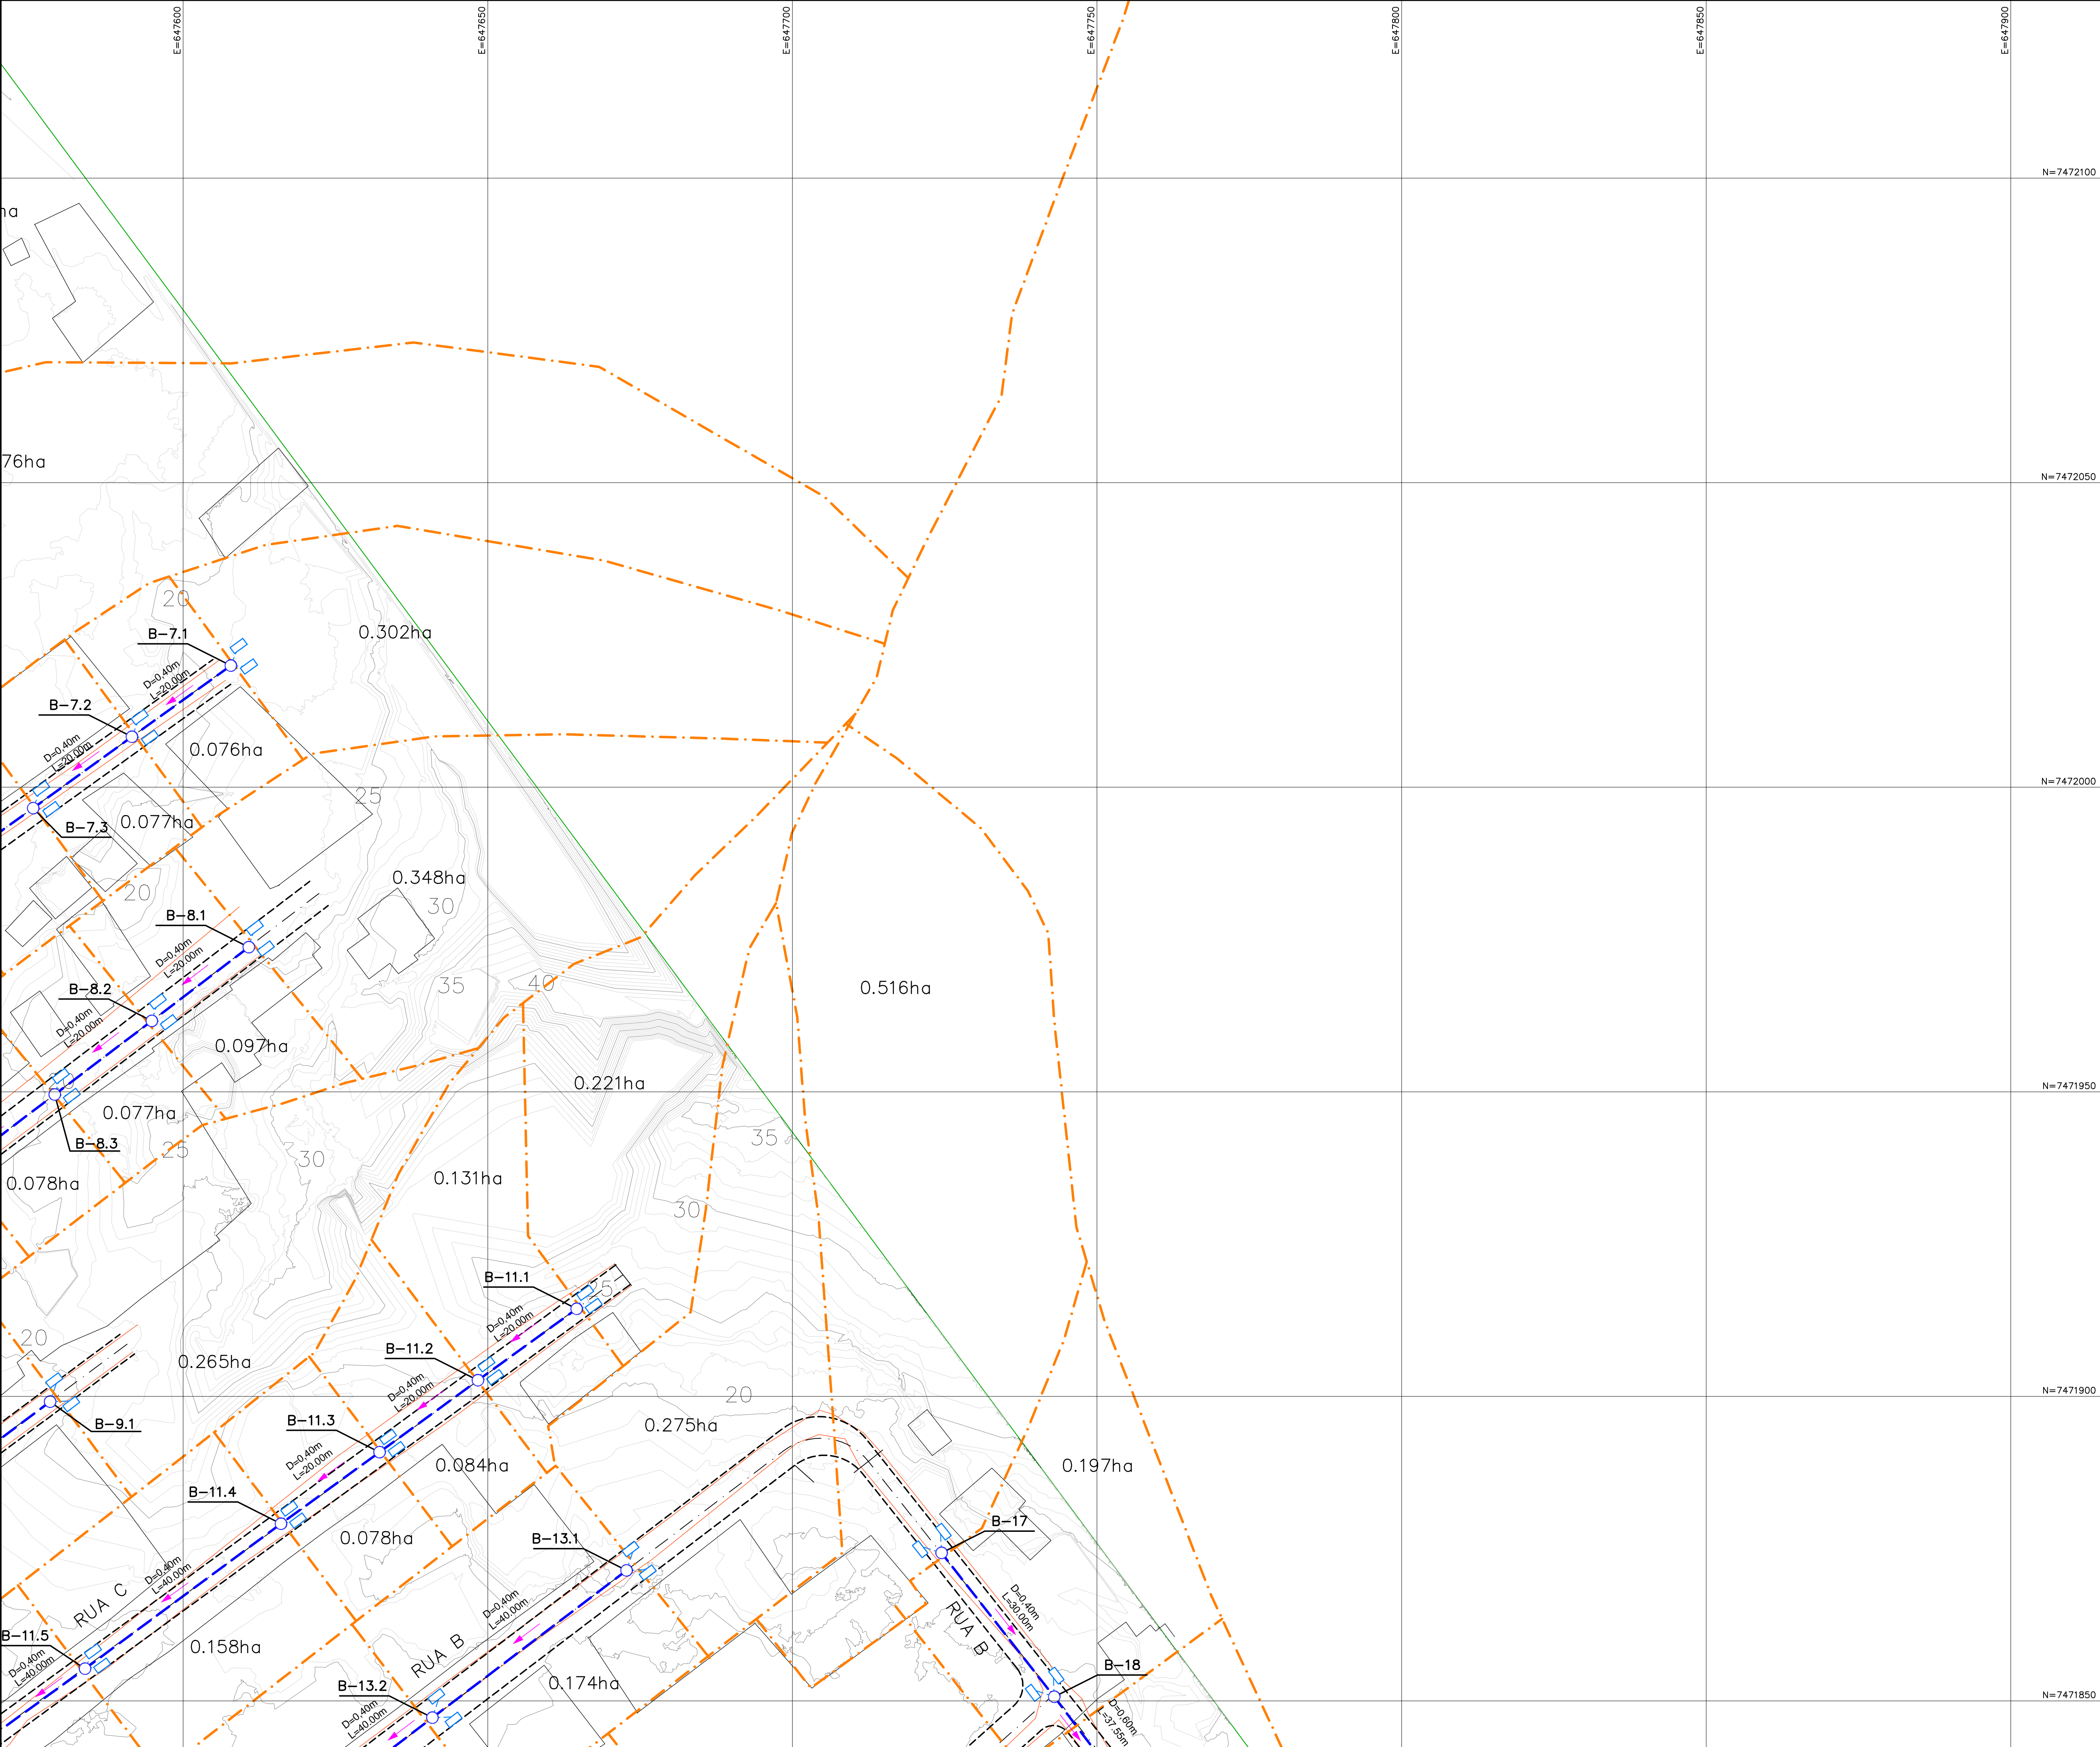 E=647600
E=647650
E=647700
E=647750
E=647800
E=647850
E=647900
N=7472100
ha
N=7472050
76ha
20
0.302ha
B-7.1
D=0,40m
L=20.00m
B-7.2
D=0,40m
L=20.00m
0.076ha
25
N=7472000
B-7.3
0.077ha
20
0.348ha
30
B-8.1
D=0,40m
L=20.00m
35
40
0.516ha
B-8.2
D=0,40m
L=20.00m
0.097ha
0.221ha
N=7471950
0.077ha
B-8.3
25
30
35
0.078ha
0.131ha
30
B-11.1
25
D=0,40m
L=20.00m
20
0.265ha
B-11.2
D=0,40m
L=20.00m
20
N=7471900
B-9.1
B-11.3
0.275ha
D=0,40m
L=20.00m
0.084ha
0.197ha
B-11.4
B-17
0.078ha
B-13.1
D=0,40m
L=40.00m
RUA C
D=0,40m
L=40.00m
D=0,40m
L=30.00m
RUA B
B-11.5
D=0,40m
L=40.00m
0.158ha
RUA B
B-18
0.174ha
B-13.2
N=7471850
D=0,40m
L=40.00m
D=0,60m
L=37.55m